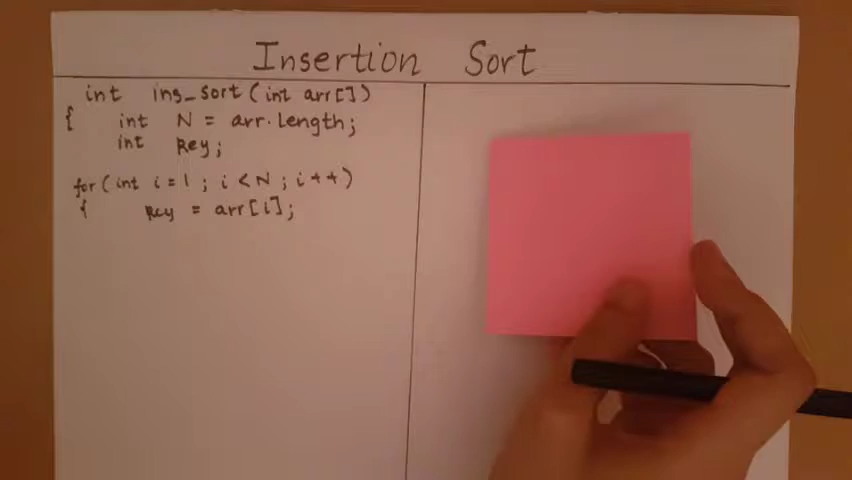 Insertion Sort
int ins_sort(int arr[])
{ int N = arr.length;
int key;
for(int i=1; i<N; i++)
{ key = arr[i];